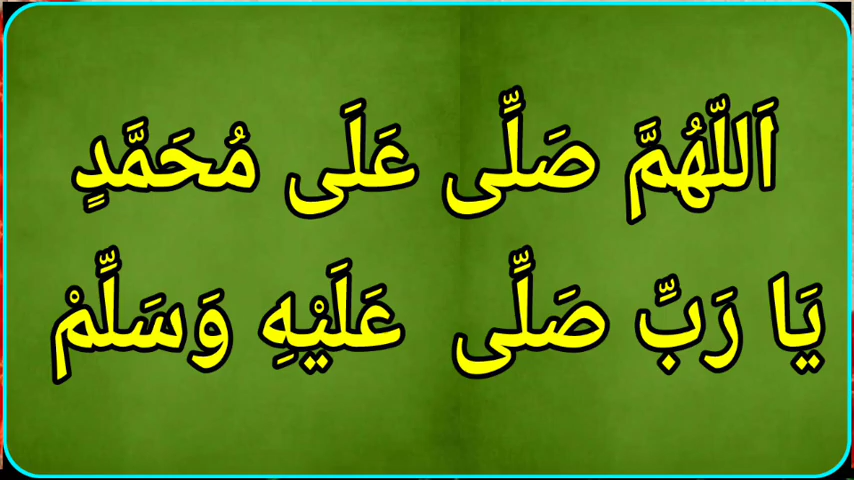 اَللّهُمَّ صَلِّى عَلَى مُحَمَّدٍ
يَا رَبِّ صَلِّى عَلَيْهِ وَسَلِّمْ